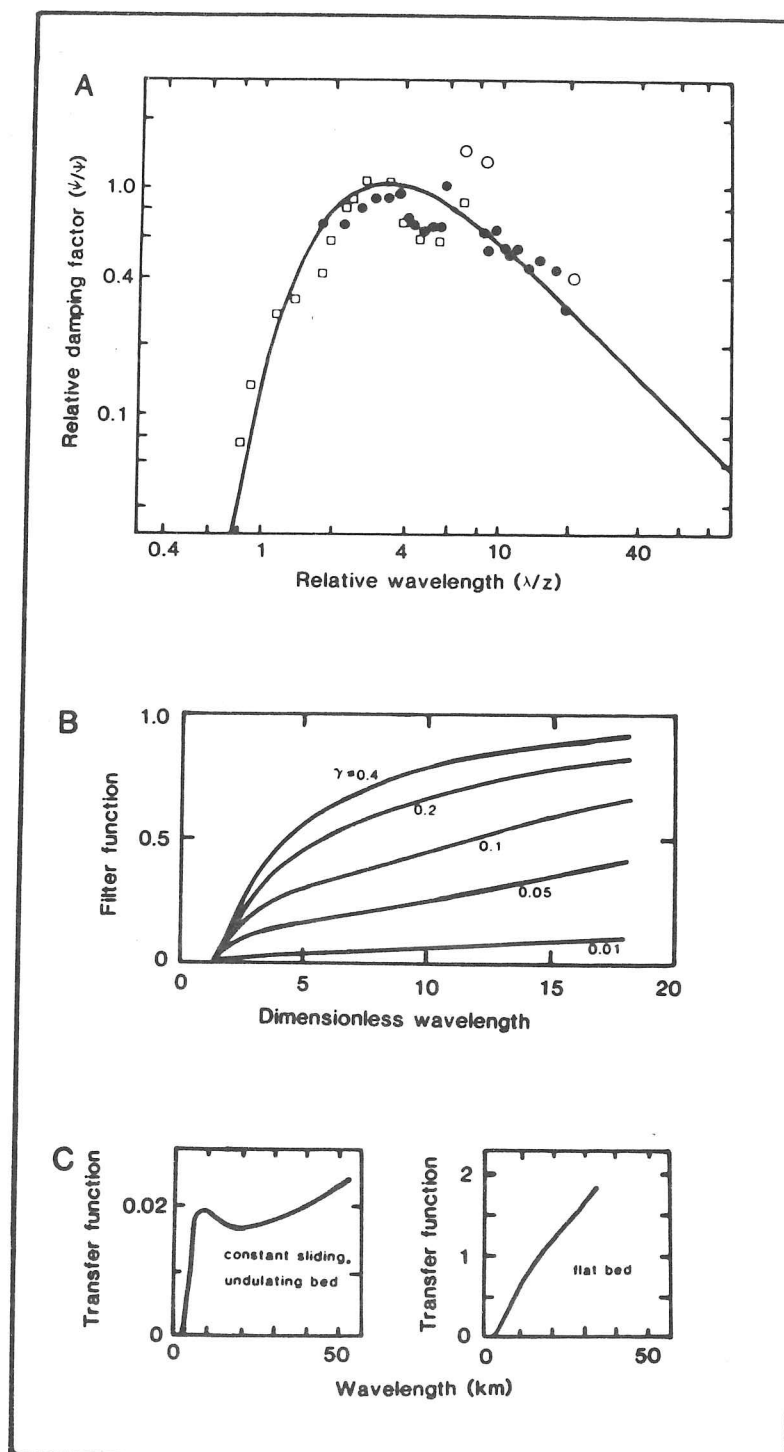 A
Relative damping factor (ψ/ψ)
1.0
0.4
0.1
0.4
1
4
10
40
Relative wavelength (λ/z)
B
Filter function
1.0
0.5
0
γ=0.4
0.2
0.1
0.05
0.01
0
5
10
15
20
Dimensionless wavelength
C
Transfer function
0.02
0
constant sliding,
undulating bed
0
50
Transfer function
2
1
0
flat bed
0
50
Wavelength (km)